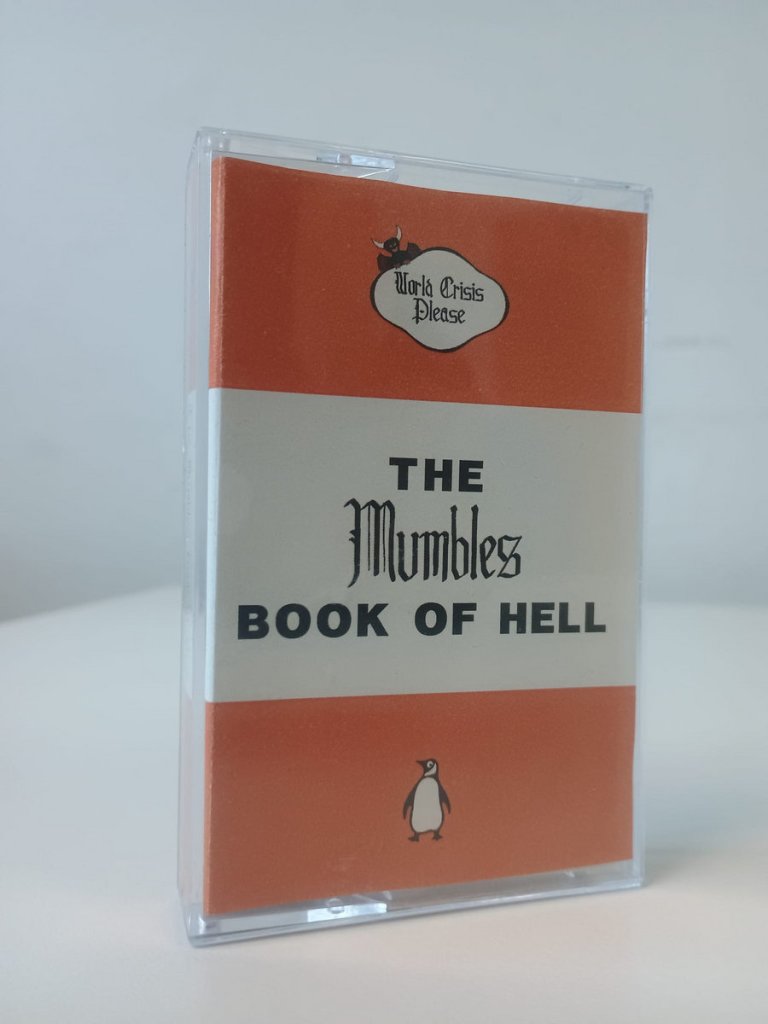 World Crisis
Please
THE
Mumbles
BOOK OF HELL